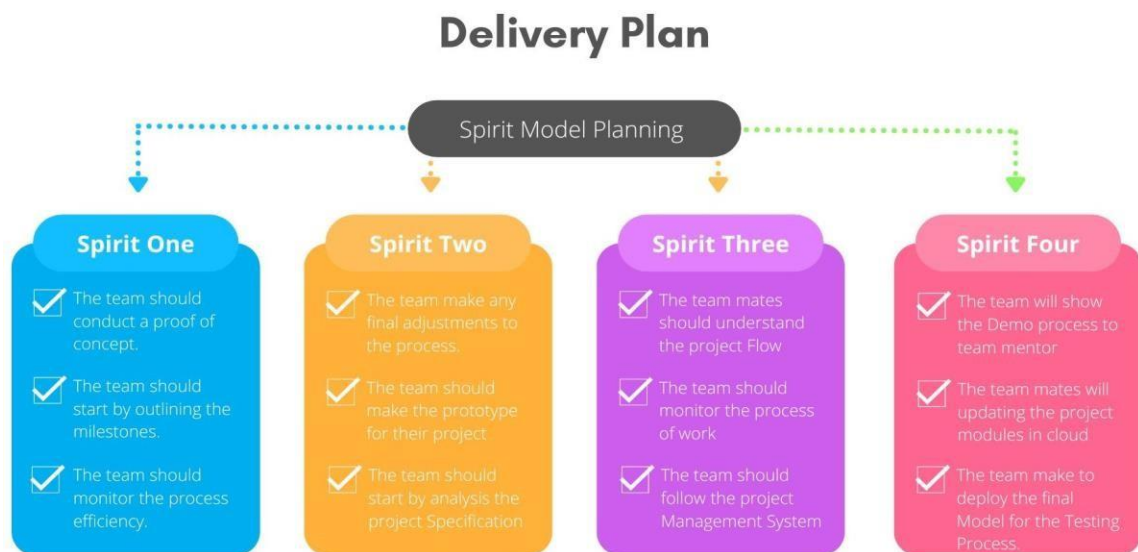 Delivery Plan
Spirit Model Planning
Spirit One
The team should
conduct a proof of
concept.
The team should
start by outlining the
milestones.
The team should
monitor the process
efficiency.
Spirit Two
The team make any
final adjustments to
the process.
The team should
make the prototype
for their project
The team should
start by analysis the
project Specification
Spirit Three
The team mates
should understand
the project Flow
The team should
monitor the process
of work
The team should
follow the project
Management System
Spirit Four
The team will show
the Demo process to
team mentor
The team mates will
updating the project
modules in cloud
The team make to
deploy the final
Model for the Testing
Process.